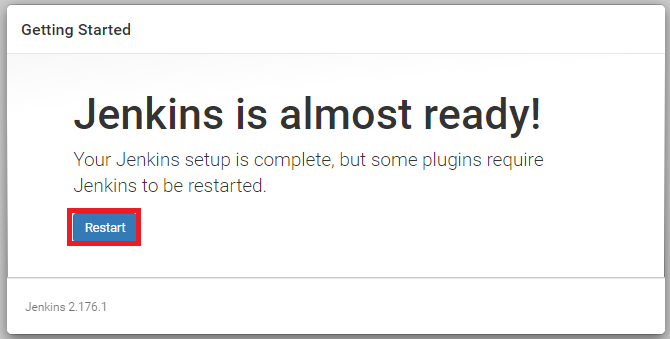 Getting Started
Jenkins is almost ready!
Your Jenkins setup is complete, but some plugins require
Jenkins to be restarted.
Restart
Jenkins 2.176.1